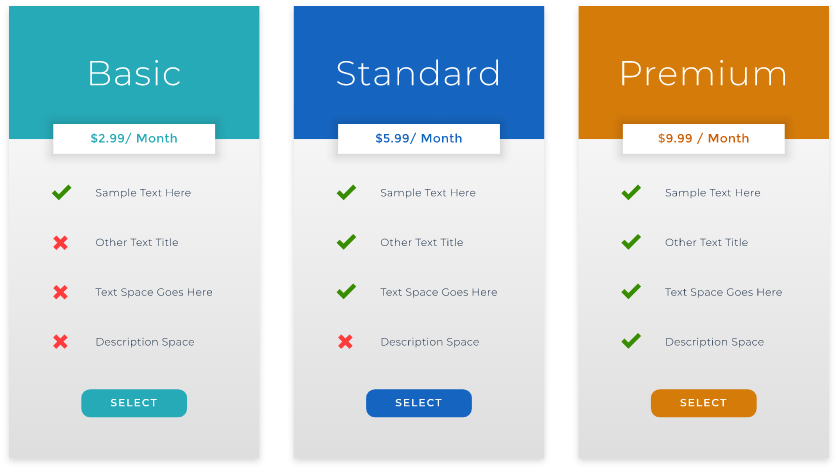 Basic
$2.99/ Month
Sample Text Here
Other Text Title
Text Space Goes Here
Description Space
SELECT
Standard
$5.99/ Month
Sample Text Here
Other Text Title
Text Space Goes Here
Description Space
SELECT
Premium
$9.99 / Month
Sample Text Here
Other Text Title
Text Space Goes Here
Description Space
SELECT